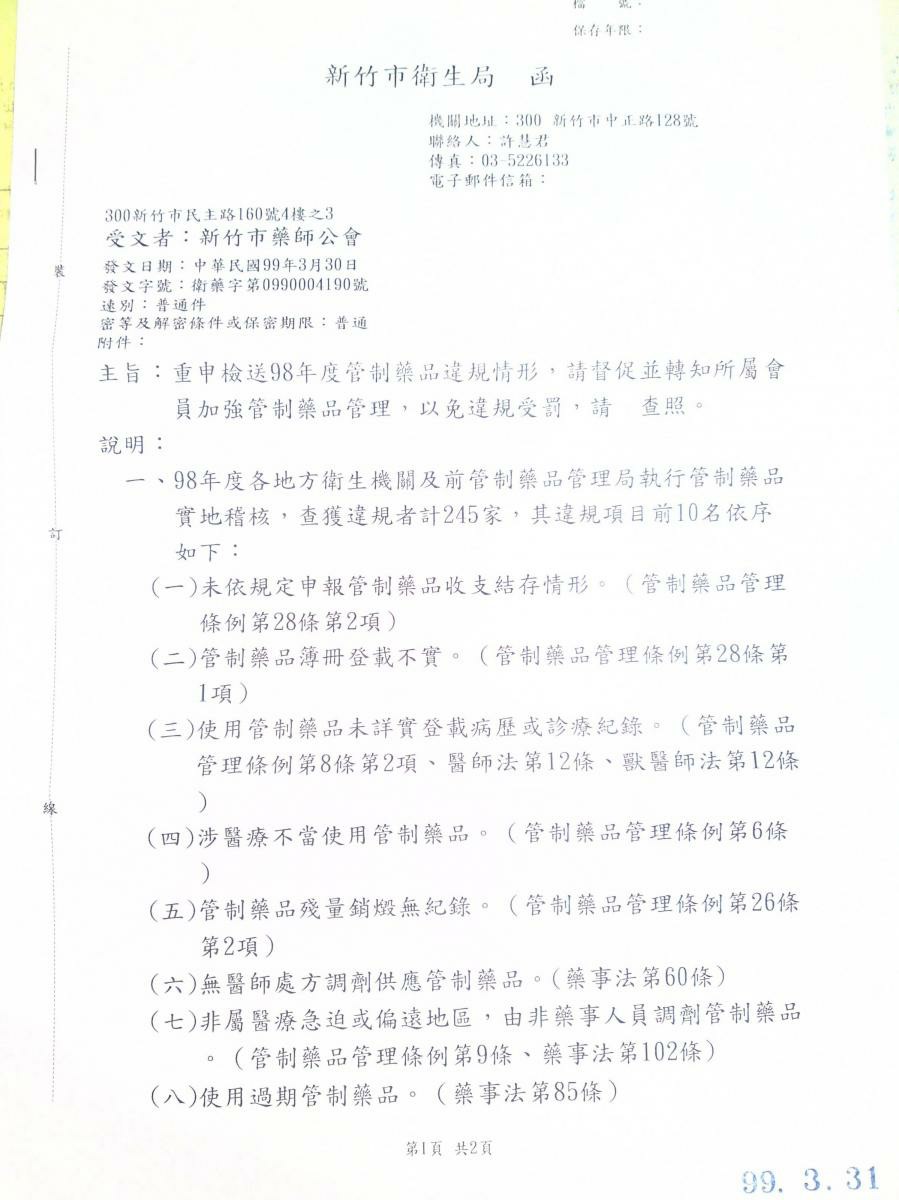 檔　　號：
保存年限：
新竹市衛生局　函
機關地址：300 新竹市中正路128號
聯絡人：許慧君
傳真：03-5226133
電子郵件信箱：
300新竹市民主路160號4樓之3
受文者：新竹市藥師公會
發文日期：中華民國99年3月30日
發文字號：衛藥字第0990004190號
速別：普通件
密等及解密條件或保密期限：普通
附件：
主旨：重申檢送98年度管制藥品違規情形，請督促並轉知所屬會
員加強管制藥品管理，以免違規受罰，請　查照。
說明：
一、98年度各地方衛生機關及前管制藥品管理局執行管制藥品
實地稽核，查獲違規者計245家，其違規項目前10名依序
如下：
(一)未依規定申報管制藥品收支結存情形。（管制藥品管理
條例第28條第2項）
(二)管制藥品簿冊登載不實。（管制藥品管理條例第28條第
1項）
(三)使用管制藥品未詳實登載病歷或診療紀錄。（管制藥品
管理條例第8條第2項、醫師法第12條、獸醫師法第12條
）
(四)涉醫療不當使用管制藥品。（管制藥品管理條例第6條
）
(五)管制藥品殘量銷燬無紀錄。（管制藥品管理條例第26條
第2項）
(六)無醫師處方調劑供應管制藥品。（藥事法第60條）
(七)非屬醫療急迫或偏遠地區，由非藥事人員調劑管制藥品
。（管制藥品管理條例第9條、藥事法第102條）
(八)使用過期管制藥品。（藥事法第85條）
裝
訂
線
第1頁 共2頁
99. 3. 31